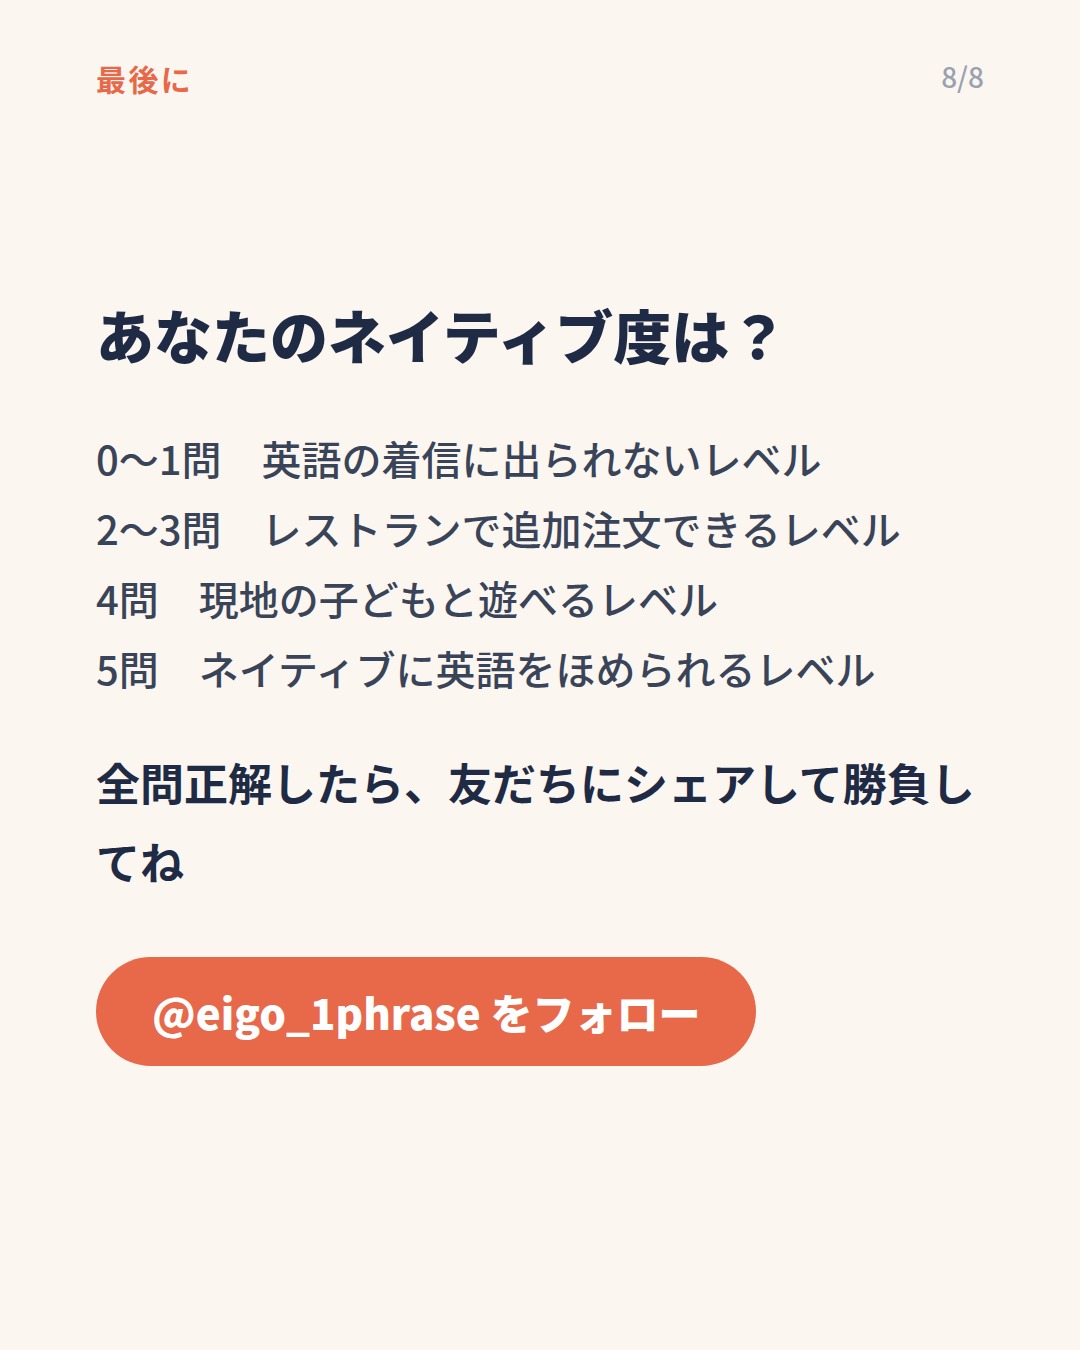 最後に
8/8
あなたのネイティブ度は？
0〜1問　英語の着信に出られないレベル
2〜3問　レストランで追加注文できるレベル
4問　現地の子どもと遊べるレベル
5問　ネイティブに英語をほめられるレベル
全問正解したら、友だちにシェアして勝負し
てね
@eigo_1phrase をフォロー